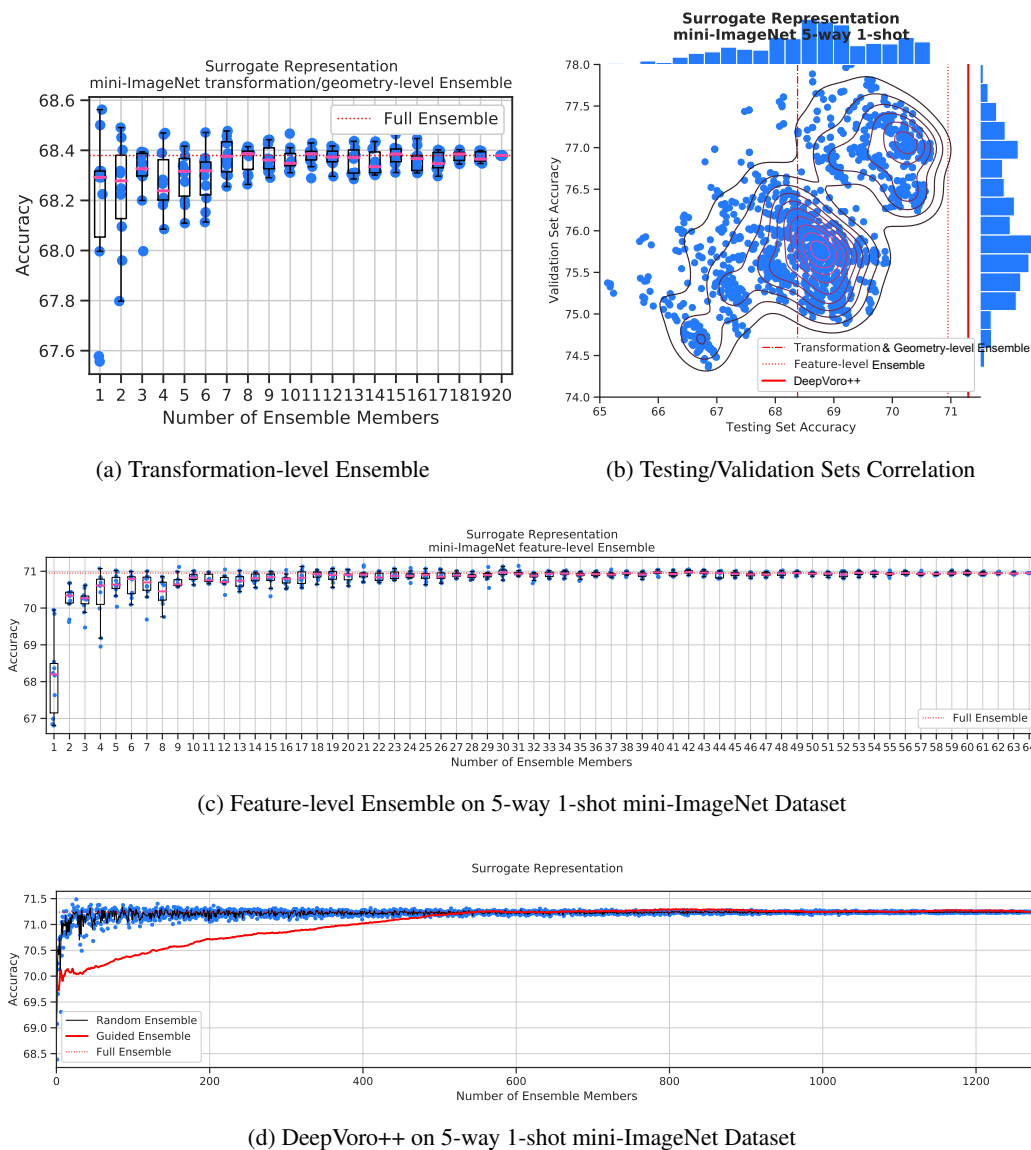 Surrogate Representation
mini-ImageNet transformation/geometry-level Ensemble
68.6
68.4
68.2
68.0
67.8
67.6
Accuracy
Full Ensemble
1 2 3 4 5 6 7 8 9 10 11 12 13 14 15 16 17 18 19 20
Number of Ensemble Members
(a) Transformation-level Ensemble
Surrogate Representation
mini-ImageNet 5-way 1-shot
78.0
77.5
77.0
76.5
76.0
75.5
75.0
74.5
74.0
Validation Set Accuracy
Transformation & Geometry-level Ensemble
Feature-level Ensemble
DeepVoro++
65 66 67 68 69 70 71
Testing Set Accuracy
(b) Testing/Validation Sets Correlation
Surrogate Representation
mini-ImageNet feature-level Ensemble
71
70
69
68
67
Accuracy
Full Ensemble
1 2 3 4 5 6 7 8 9 10 11 12 13 14 15 16 17 18 19 20 21 22 23 24 25 26 27 28 29 30 31 32 33 34 35 36 37 38 39 40 41 42 43 44 45 46 47 48 49 50 51 52 53 54 55 56 57 58 59 60 61 62 63 64
Number of Ensemble Members
(c) Feature-level Ensemble on 5-way 1-shot mini-ImageNet Dataset
Surrogate Representation
71.5
71.0
70.5
70.0
69.5
69.0
68.5
Accuracy
Random Ensemble
Guided Ensemble
Full Ensemble
0 200 400 600 800 1000 1200
Number of Ensemble Members
(d) DeepVoro++ on 5-way 1-shot mini-ImageNet Dataset